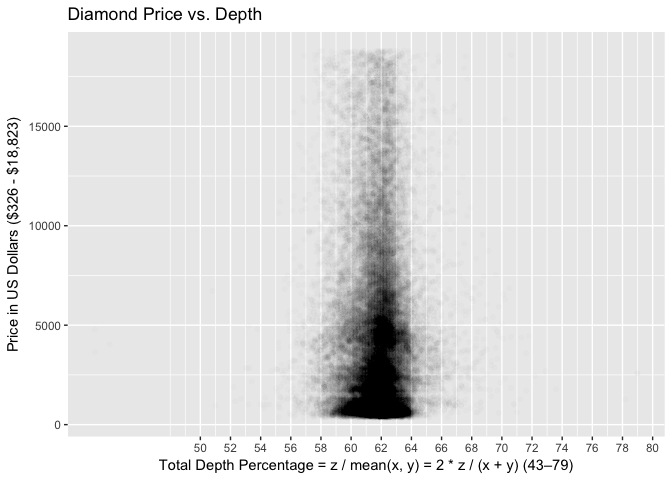 Diamond Price vs. Depth
Price in US Dollars ($326 - $18,823)
15000
10000
5000
0
50 52 54 56 58 60 62 64 66 68 70 72 74 76 78 80
Total Depth Percentage = z / mean(x, y) = 2 * z / (x + y) (43–79)